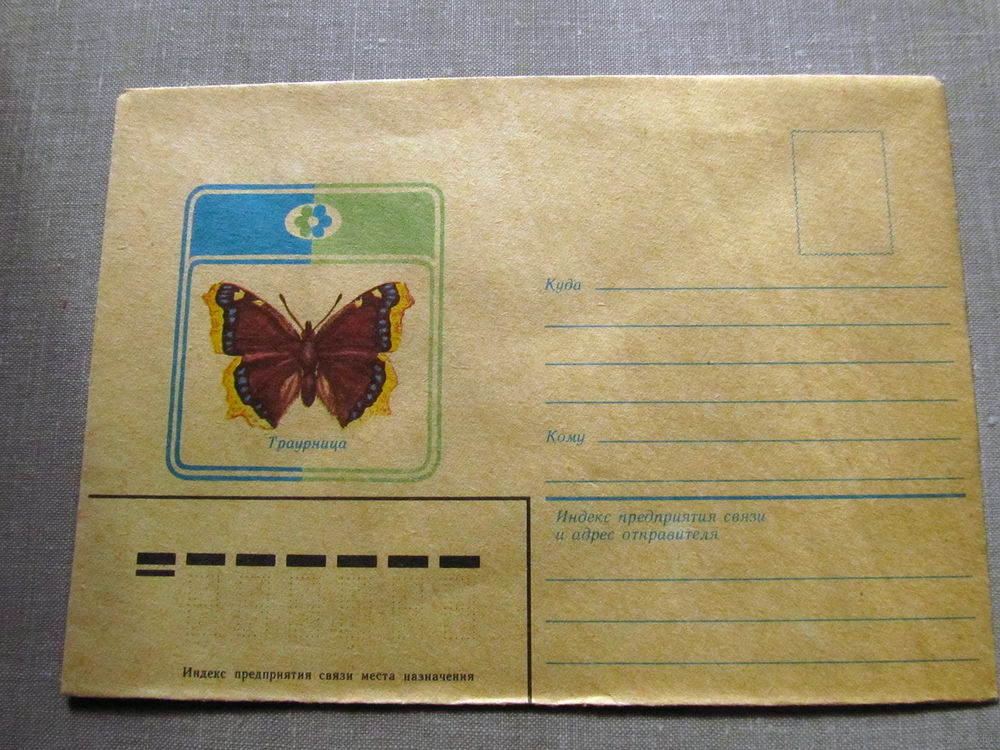 Траурница
Куда
Кому
Индекс предприятия связи
и адрес отправителя
Индекс предприятия связи места назначения